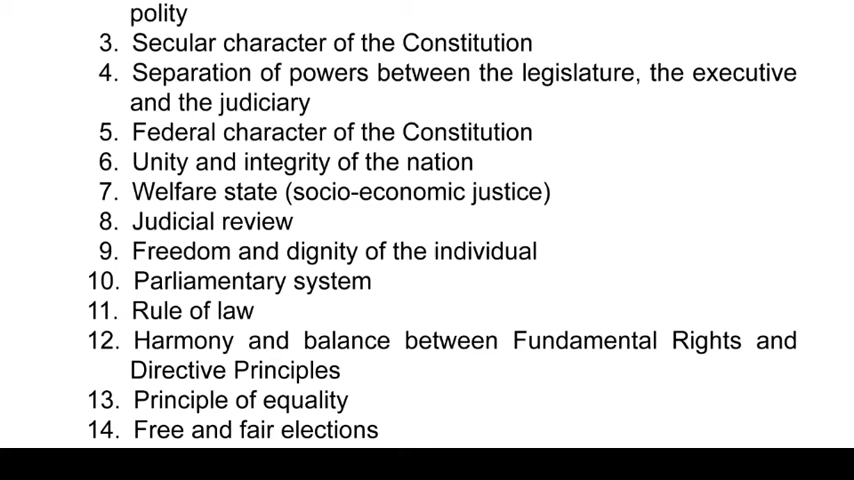 polity
3. Secular character of the Constitution
4. Separation of powers between the legislature, the executive
and the judiciary
5. Federal character of the Constitution
6. Unity and integrity of the nation
7. Welfare state (socio-economic justice)
8. Judicial review
9. Freedom and dignity of the individual
10. Parliamentary system
11. Rule of law
12. Harmony and balance between Fundamental Rights and
Directive Principles
13. Principle of equality
14. Free and fair elections